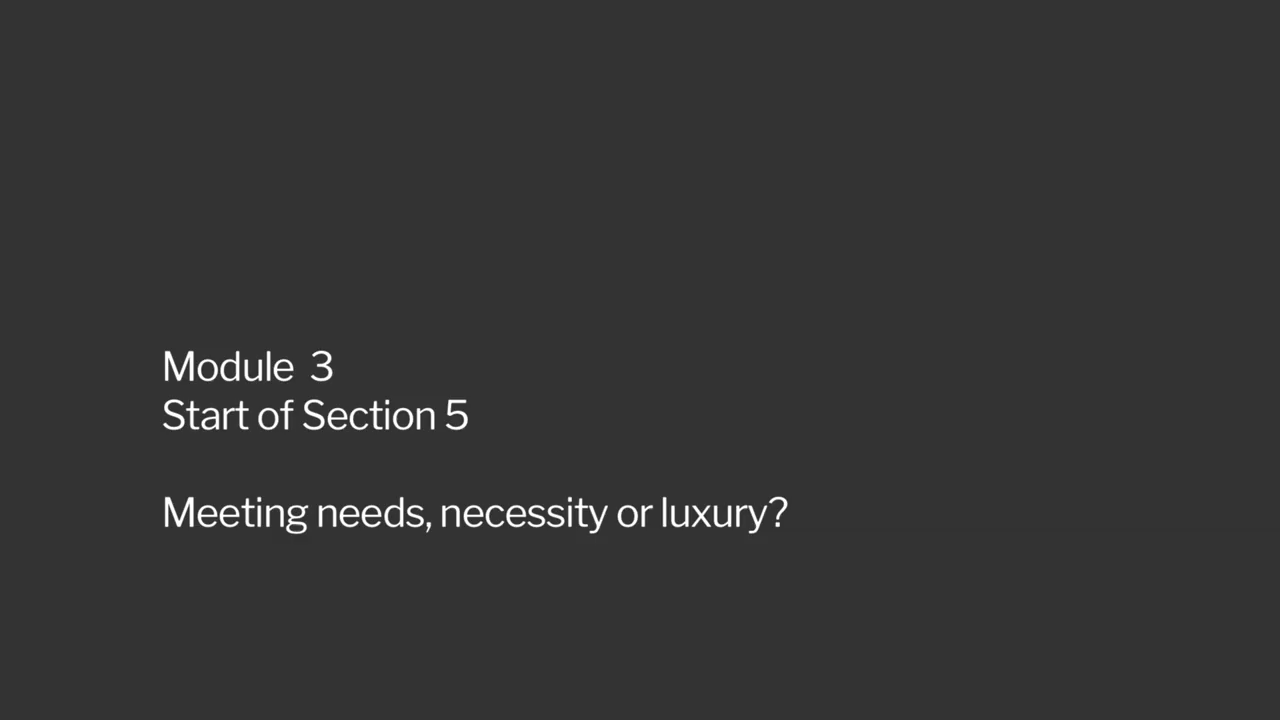 Module 3
Start of Section 5
Meeting needs, necessity or luxury?